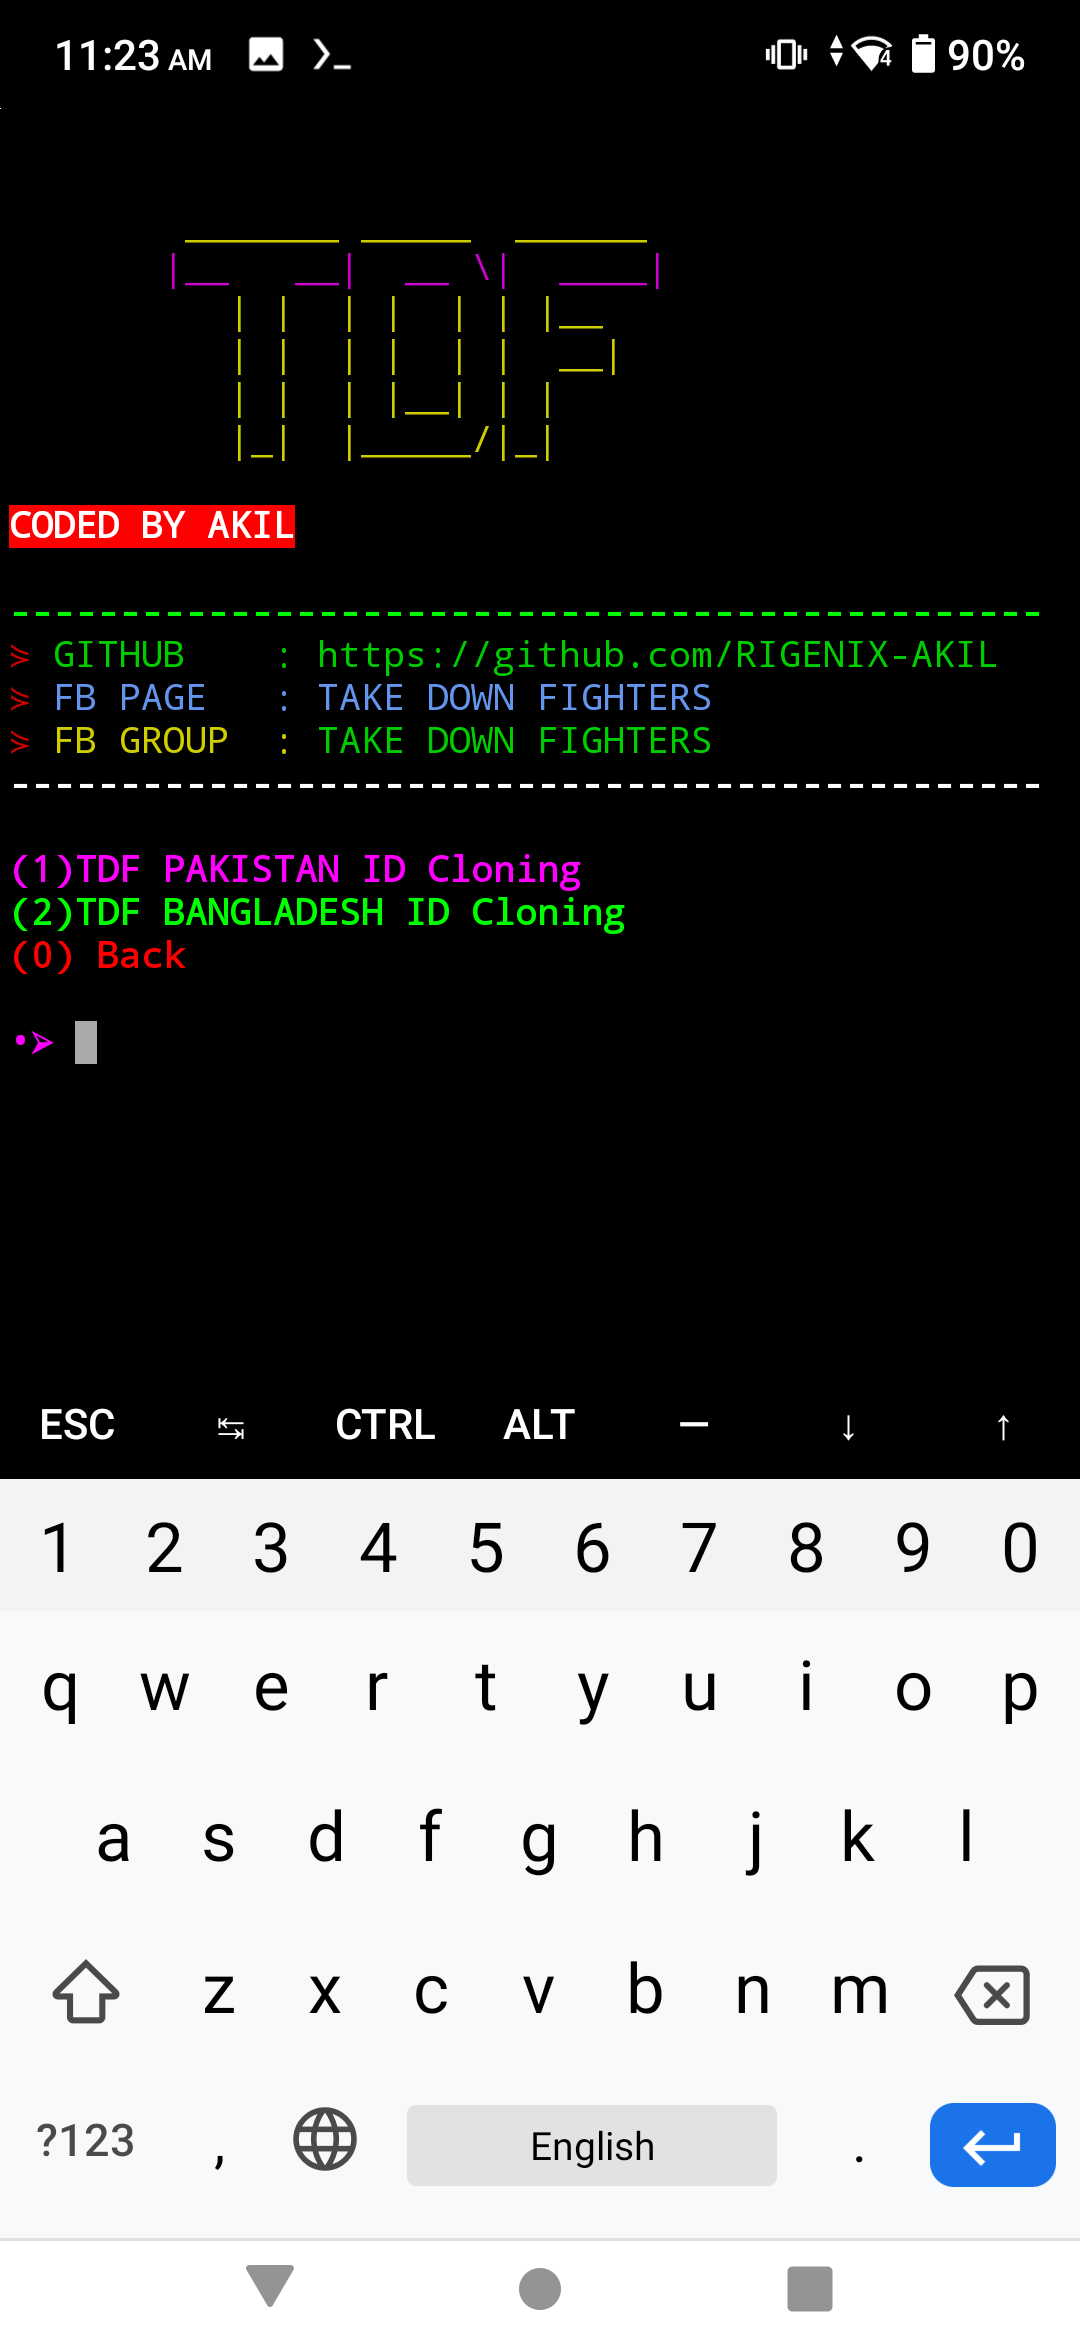 11:23 AM 90%
CODED BY AKIL
----------------------------------------------
⋟ GITHUB : https://github.com/RIGENIX-AKIL
⋟ FB PAGE : TAKE DOWN FIGHTERS
⋟ FB GROUP : TAKE DOWN FIGHTERS
----------------------------------------------
(1)TDF PAKISTAN ID Cloning
(2)TDF BANGLADESH ID Cloning
(0) Back
•➢
ESC ↹ CTRL ALT — ↓ ↑
1 2 3 4 5 6 7 8 9 0
q w e r t y u i o p
a s d f g h j k l
z x c v b n m
?123 , English .